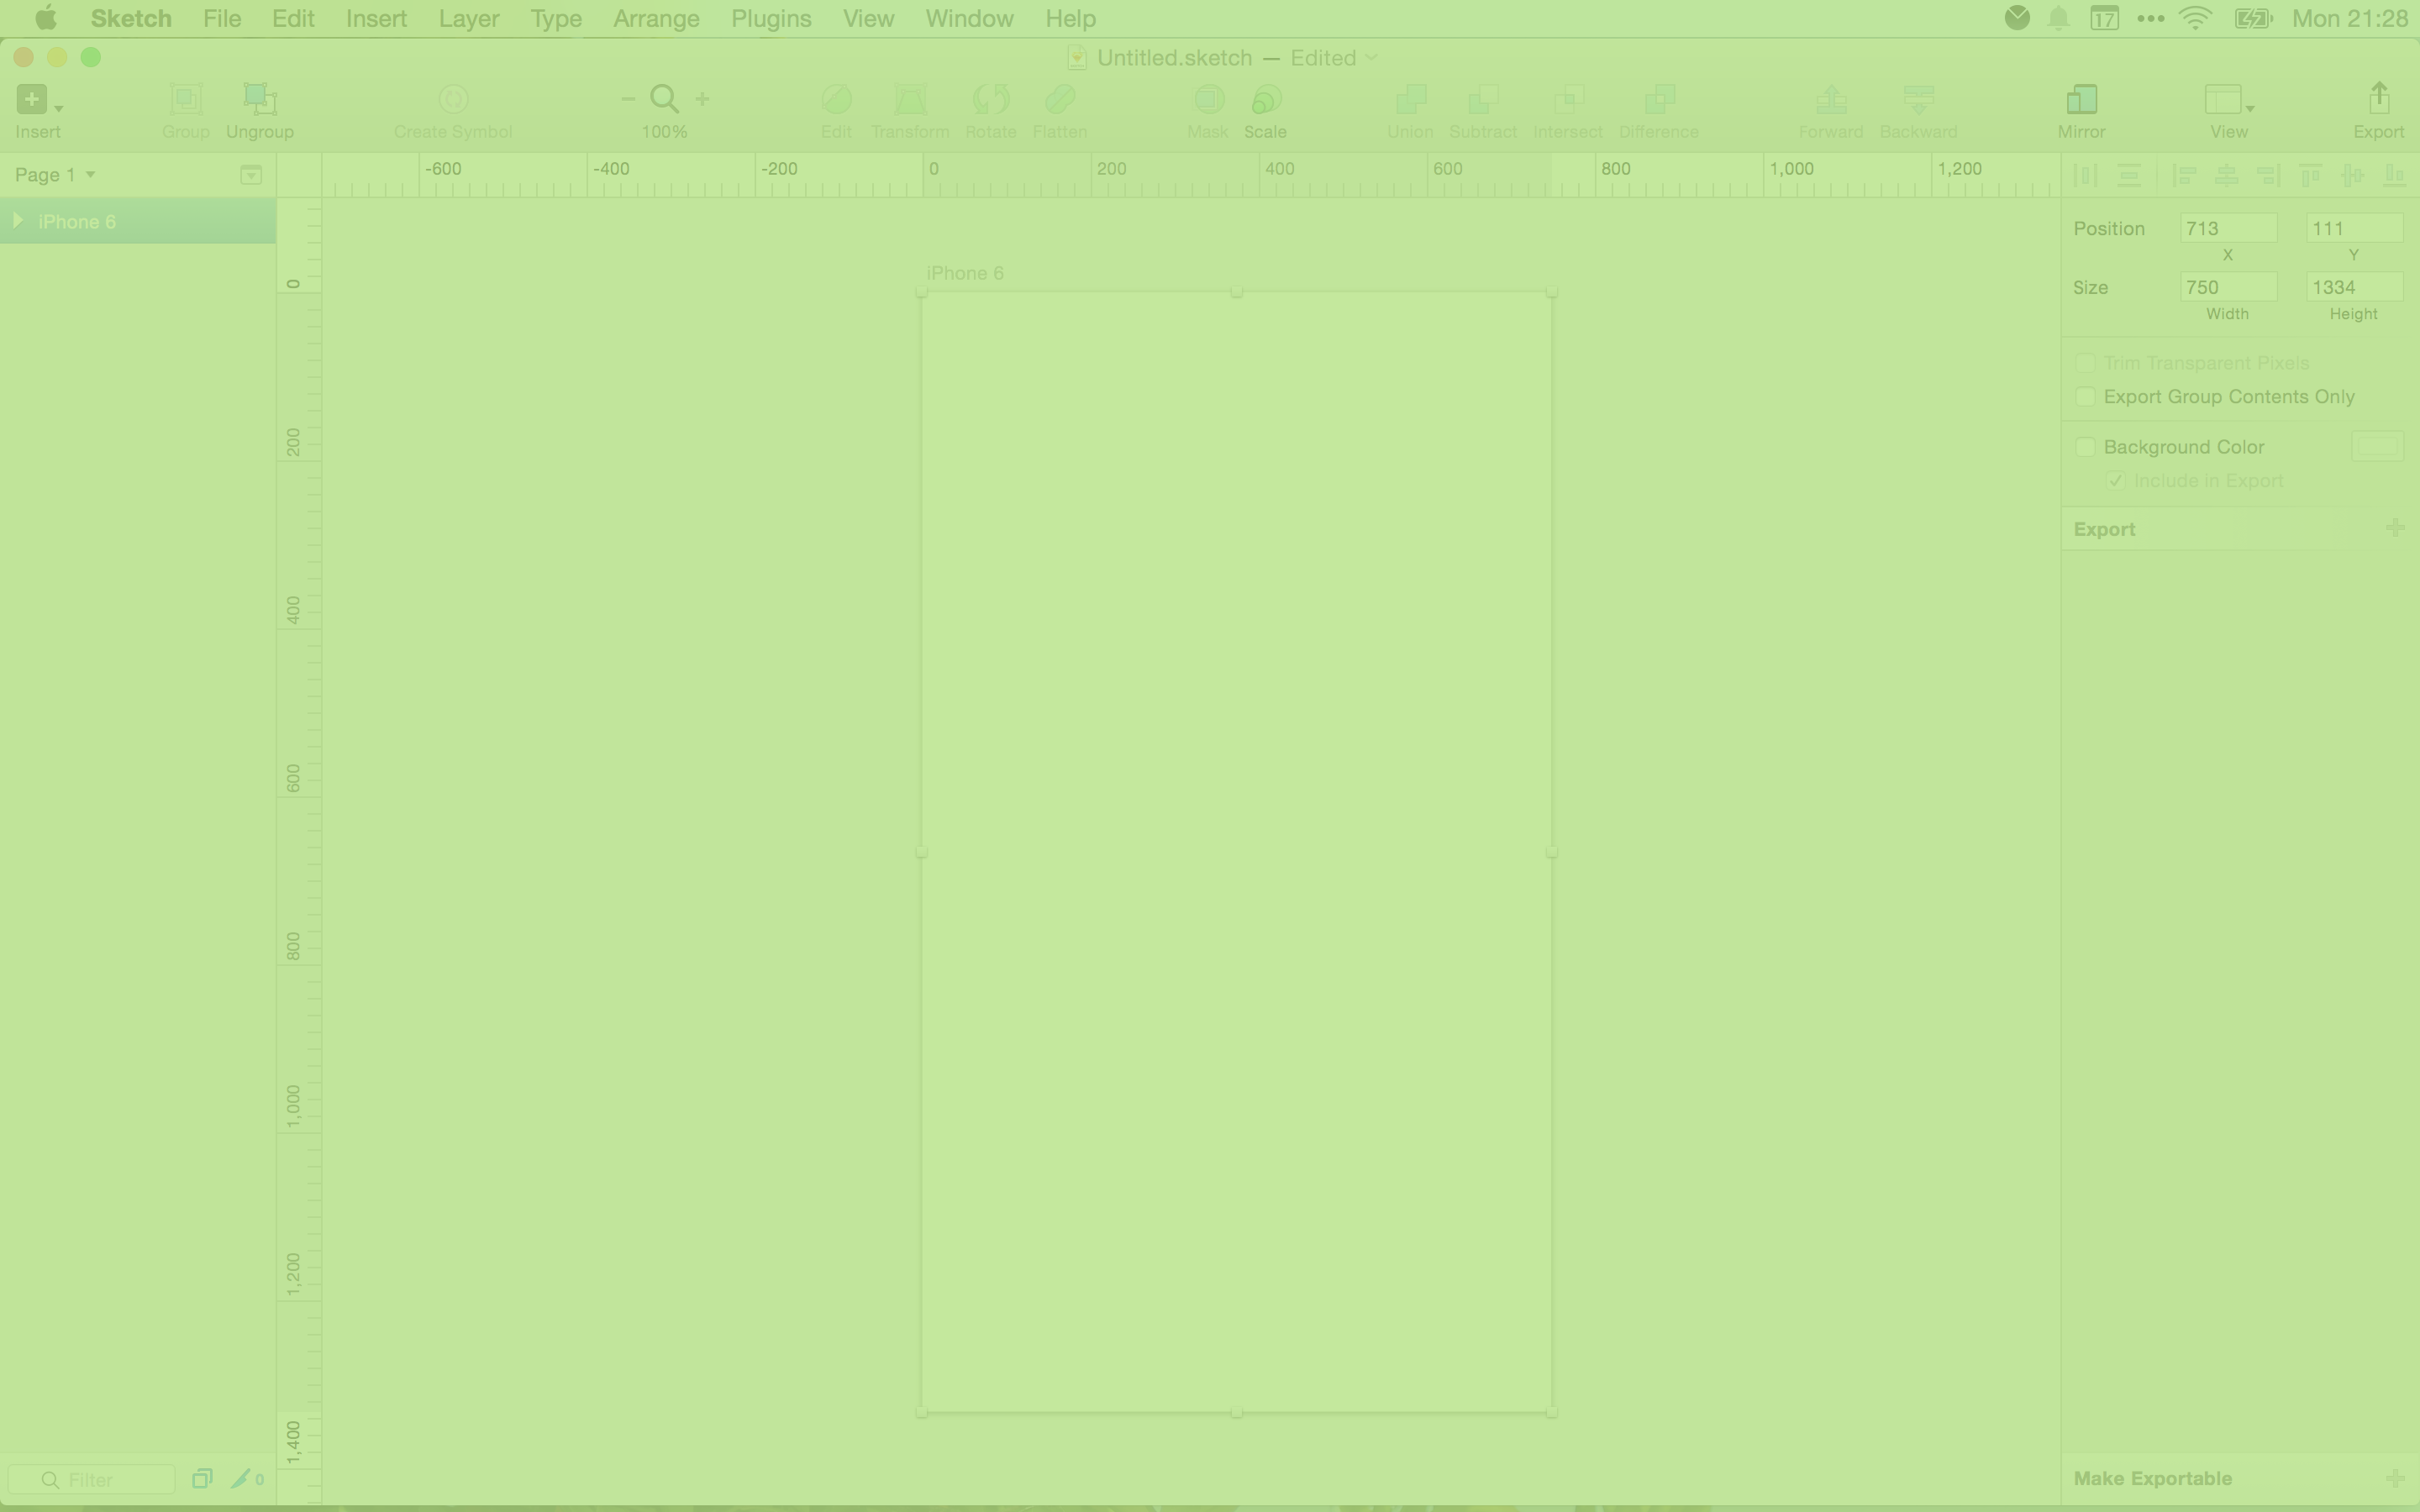 Sketch File Edit Insert Layer Type Arrange Plugins View Window Help 17 Mon 21:28
Untitled.sketch — Edited
Insert Group Ungroup Create Symbol 100% Edit Transform Rotate Flatten Mask Scale Union Subtract Intersect Difference Forward Backward Mirror View Export
Page 1
iPhone 6
-600 -400 -200 0 200 400 600 800 1,000 1,200
0
200
400
600
800
1,000
1,200
1,400
iPhone 6
Position 713 111
X Y
Size 750 1334
Width Height
Trim Transparent Pixels
Export Group Contents Only
Background Color
Include in Export
Export
Filter 0
Make Exportable